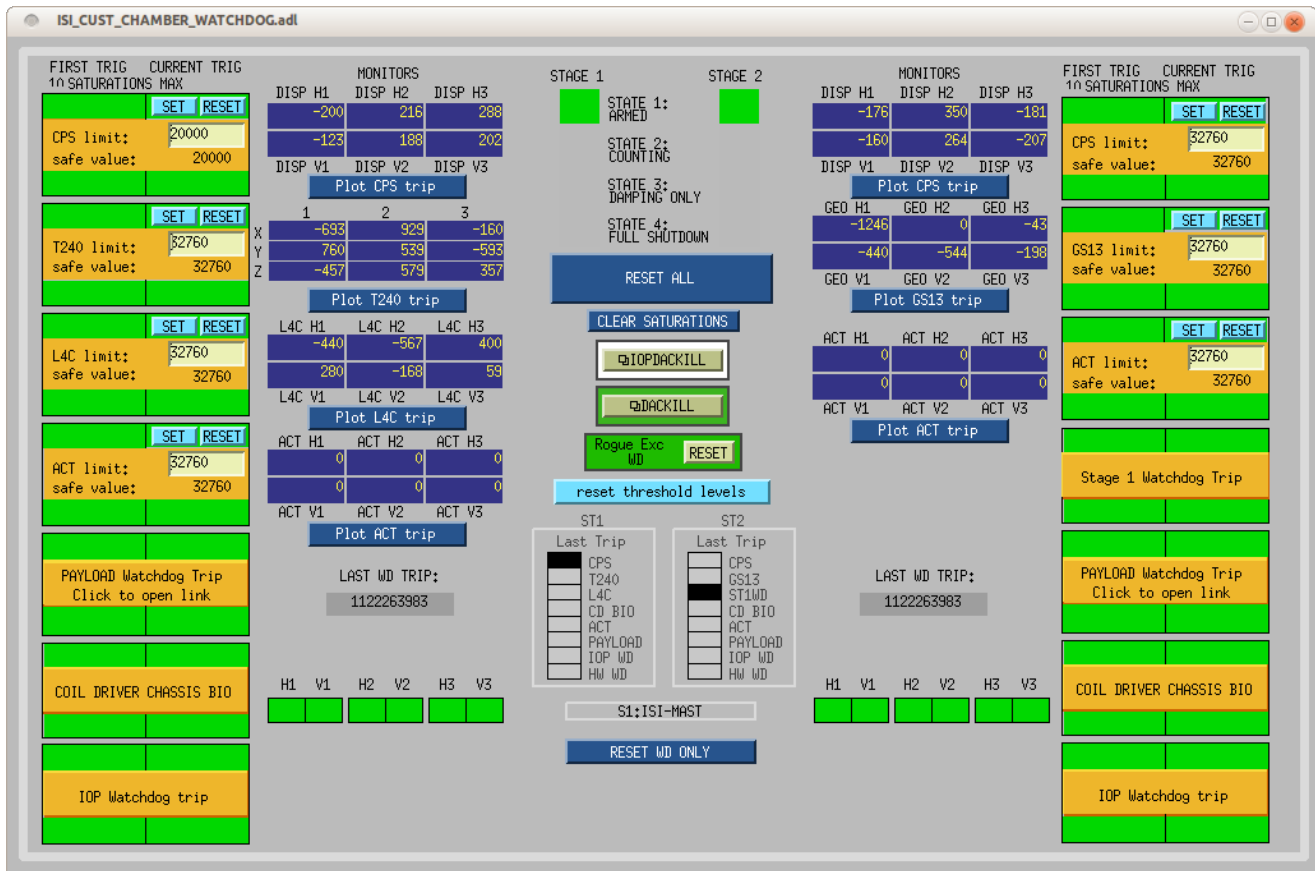 ISI_CUST_CHAMBER_WATCHDOG.adl
FIRST TRIG CURRENT TRIG
10 SATURATIONS MAX
SET RESET
CPS limit: 20000
safe value: 20000
SET RESET
T240 limit: 32760
safe value: 32760
SET RESET
L4C limit: 32760
safe value: 32760
SET RESET
ACT limit: 32760
safe value: 32760
PAYLOAD Watchdog Trip
Click to open link
COIL DRIVER CHASSIS BIO
IOP Watchdog trip
MONITORS
DISP H1 DISP H2 DISP H3
-200 216 288
-123 188 202
DISP V1 DISP V2 DISP V3
Plot CPS trip
1 2 3
X -693 929 -160
Y 760 539 -593
Z -457 579 357
Plot T240 trip
L4C H1 L4C H2 L4C H3
-440 -567 400
280 -168 59
L4C V1 L4C V2 L4C V3
Plot L4C trip
ACT H1 ACT H2 ACT H3
0 0 0
0 0 0
ACT V1 ACT V2 ACT V3
Plot ACT trip
LAST WD TRIP:
1122263983
H1 V1 H2 V2 H3 V3
STAGE 1 STAGE 2
STATE 1:
ARMED
STATE 2:
COUNTING
STATE 3:
DAMPING ONLY
STATE 4:
FULL SHUTDOWN
RESET ALL
CLEAR SATURATIONS
IOPDACKILL
DACKILL
Rogue Exc
WD
RESET
reset threshold levels
ST1
Last Trip
CPS
T240
L4C
CD BIO
ACT
PAYLOAD
IOP WD
HW WD
ST2
Last Trip
CPS
GS13
ST1WD
CD BIO
ACT
PAYLOAD
IOP WD
HW WD
S1:ISI-MAST
RESET WD ONLY
MONITORS
DISP H1 DISP H2 DISP H3
-176 350 -181
-160 264 -207
DISP V1 DISP V2 DISP V3
Plot CPS trip
GEO H1 GEO H2 GEO H3
-1246 0 -43
-440 -544 -198
GEO V1 GEO V2 GEO V3
Plot GS13 trip
ACT H1 ACT H2 ACT H3
0 0 0
0 0 0
ACT V1 ACT V2 ACT V3
Plot ACT trip
LAST WD TRIP:
1122263983
H1 V1 H2 V2 H3 V3
FIRST TRIG CURRENT TRIG
10 SATURATIONS MAX
SET RESET
CPS limit: 32760
safe value: 32760
SET RESET
GS13 limit: 32760
safe value: 32760
SET RESET
ACT limit: 32760
safe value: 32760
Stage 1 Watchdog Trip
PAYLOAD Watchdog Trip
Click to open link
COIL DRIVER CHASSIS BIO
IOP Watchdog trip